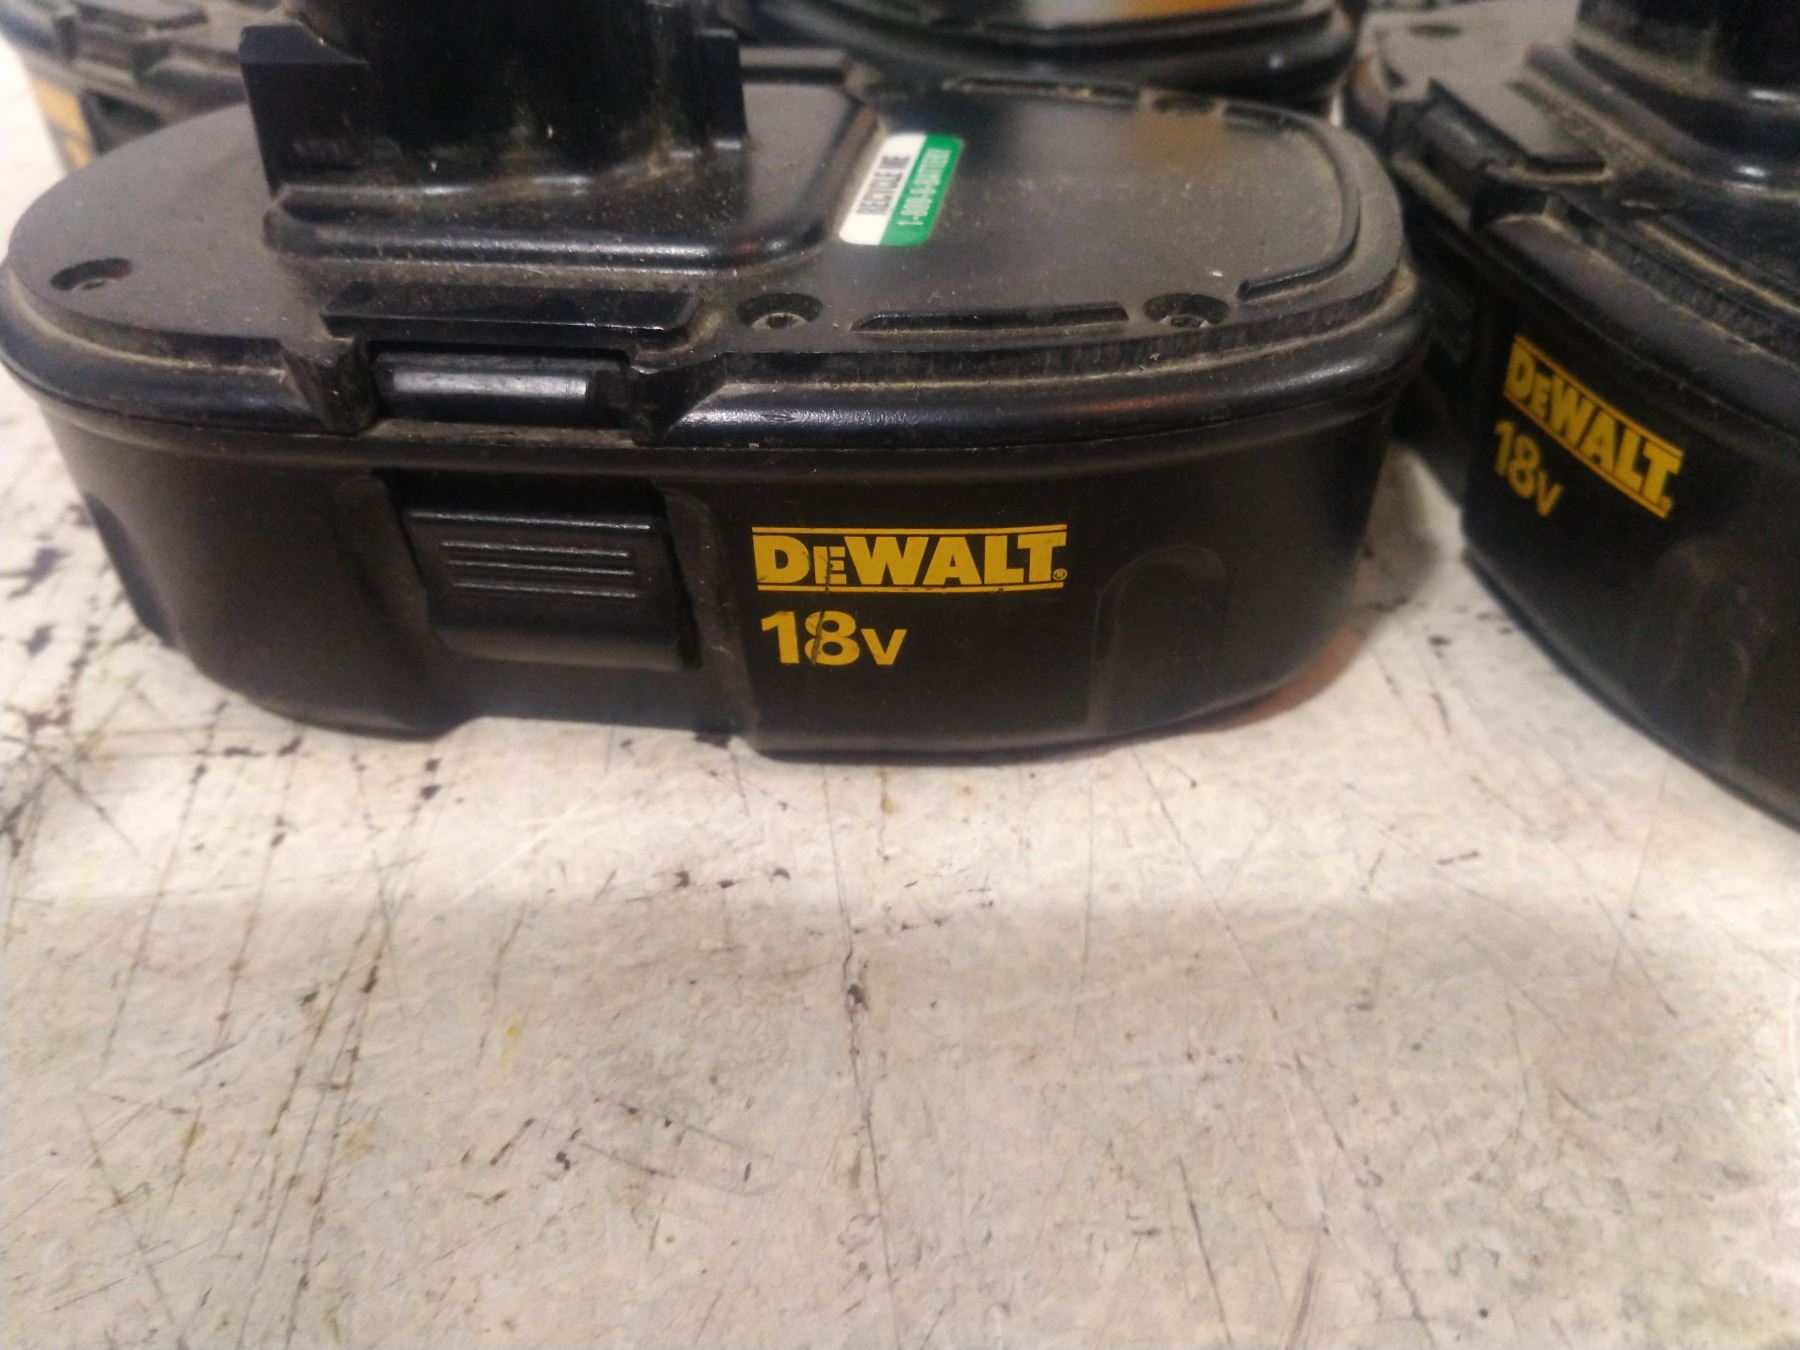 RECYCLE ME
1-800-8-BATTERY
DEWALT®
18V
DEWALT®
18V